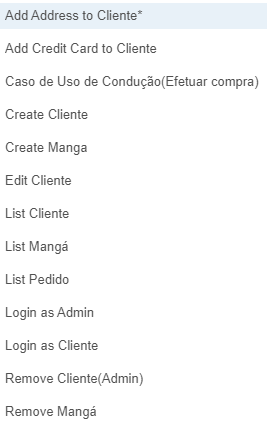 Add Address to Cliente*
Add Credit Card to Cliente
Caso de Uso de Condução(Efetuar compra)
Create Cliente
Create Manga
Edit Cliente
List Cliente
List Mangá
List Pedido
Login as Admin
Login as Cliente
Remove Cliente(Admin)
Remove Mangá